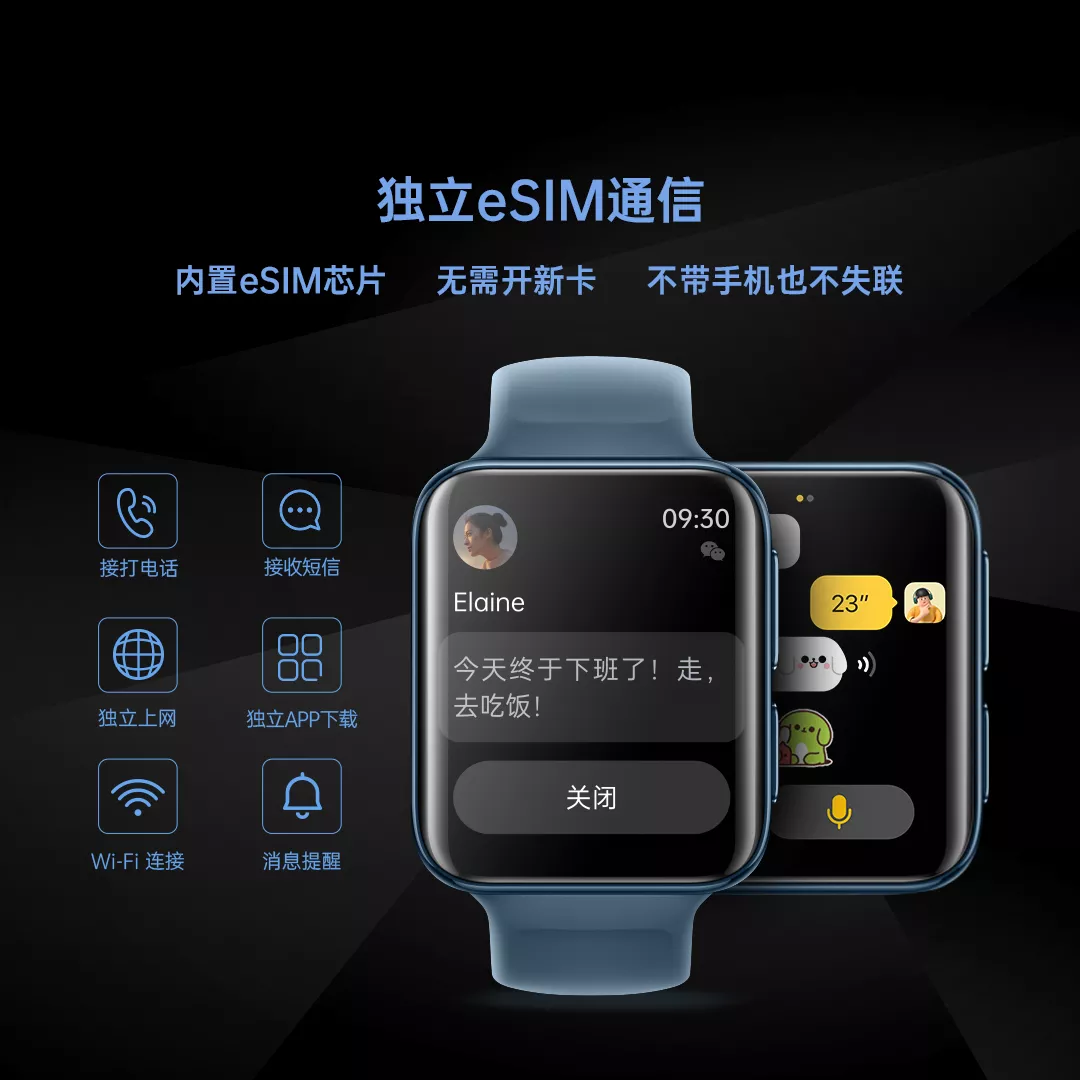 独立eSIM通信
内置eSIM芯片 无需开新卡 不带手机也不失联
接打电话 接收短信
独立上网 独立APP下载
Wi-Fi 连接 消息提醒
09:30
Elaine
今天终于下班了！走，
去吃饭！
关闭
23″